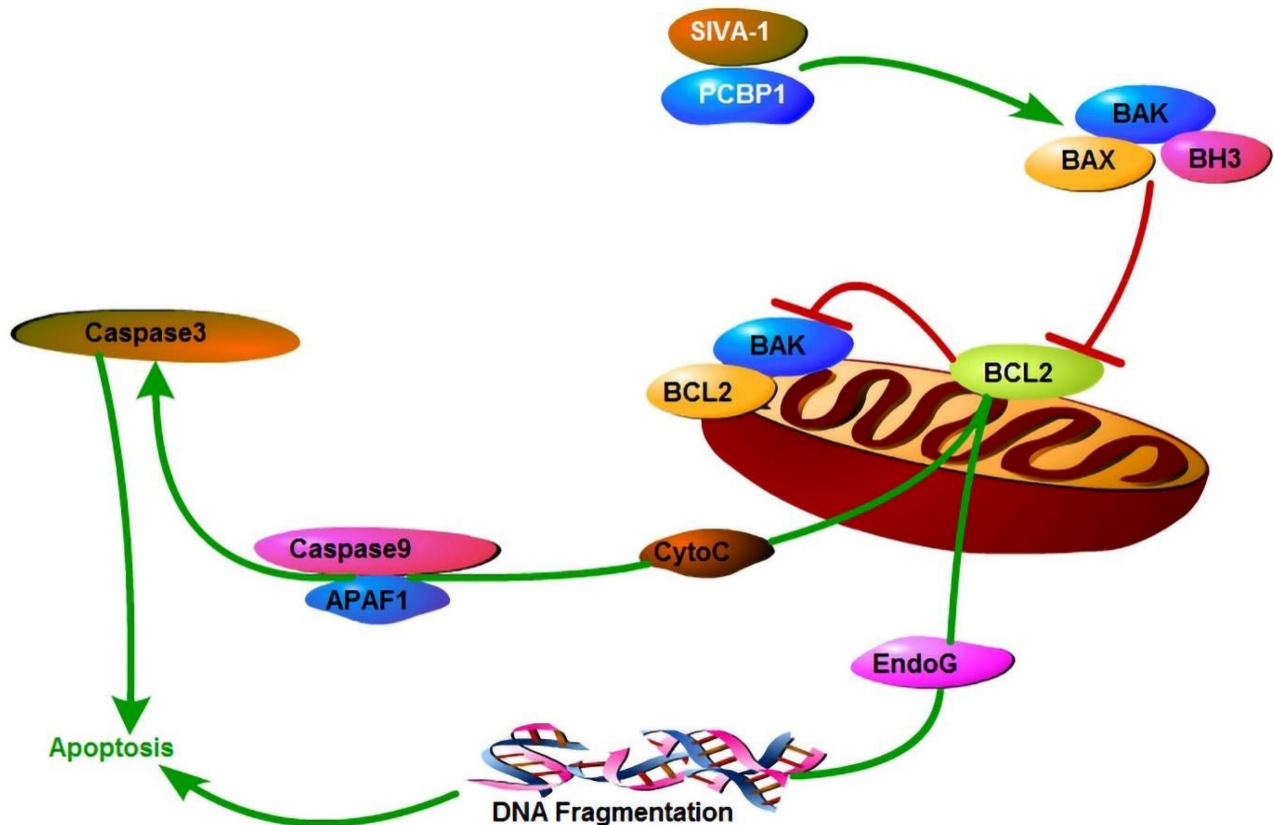 SIVA-1
PCBP1
BAK
BAX
BH3
Caspase3
BAK
BCL2
BCL2
Caspase9
CytoC
APAF1
EndoG
Apoptosis
DNA Fragmentation